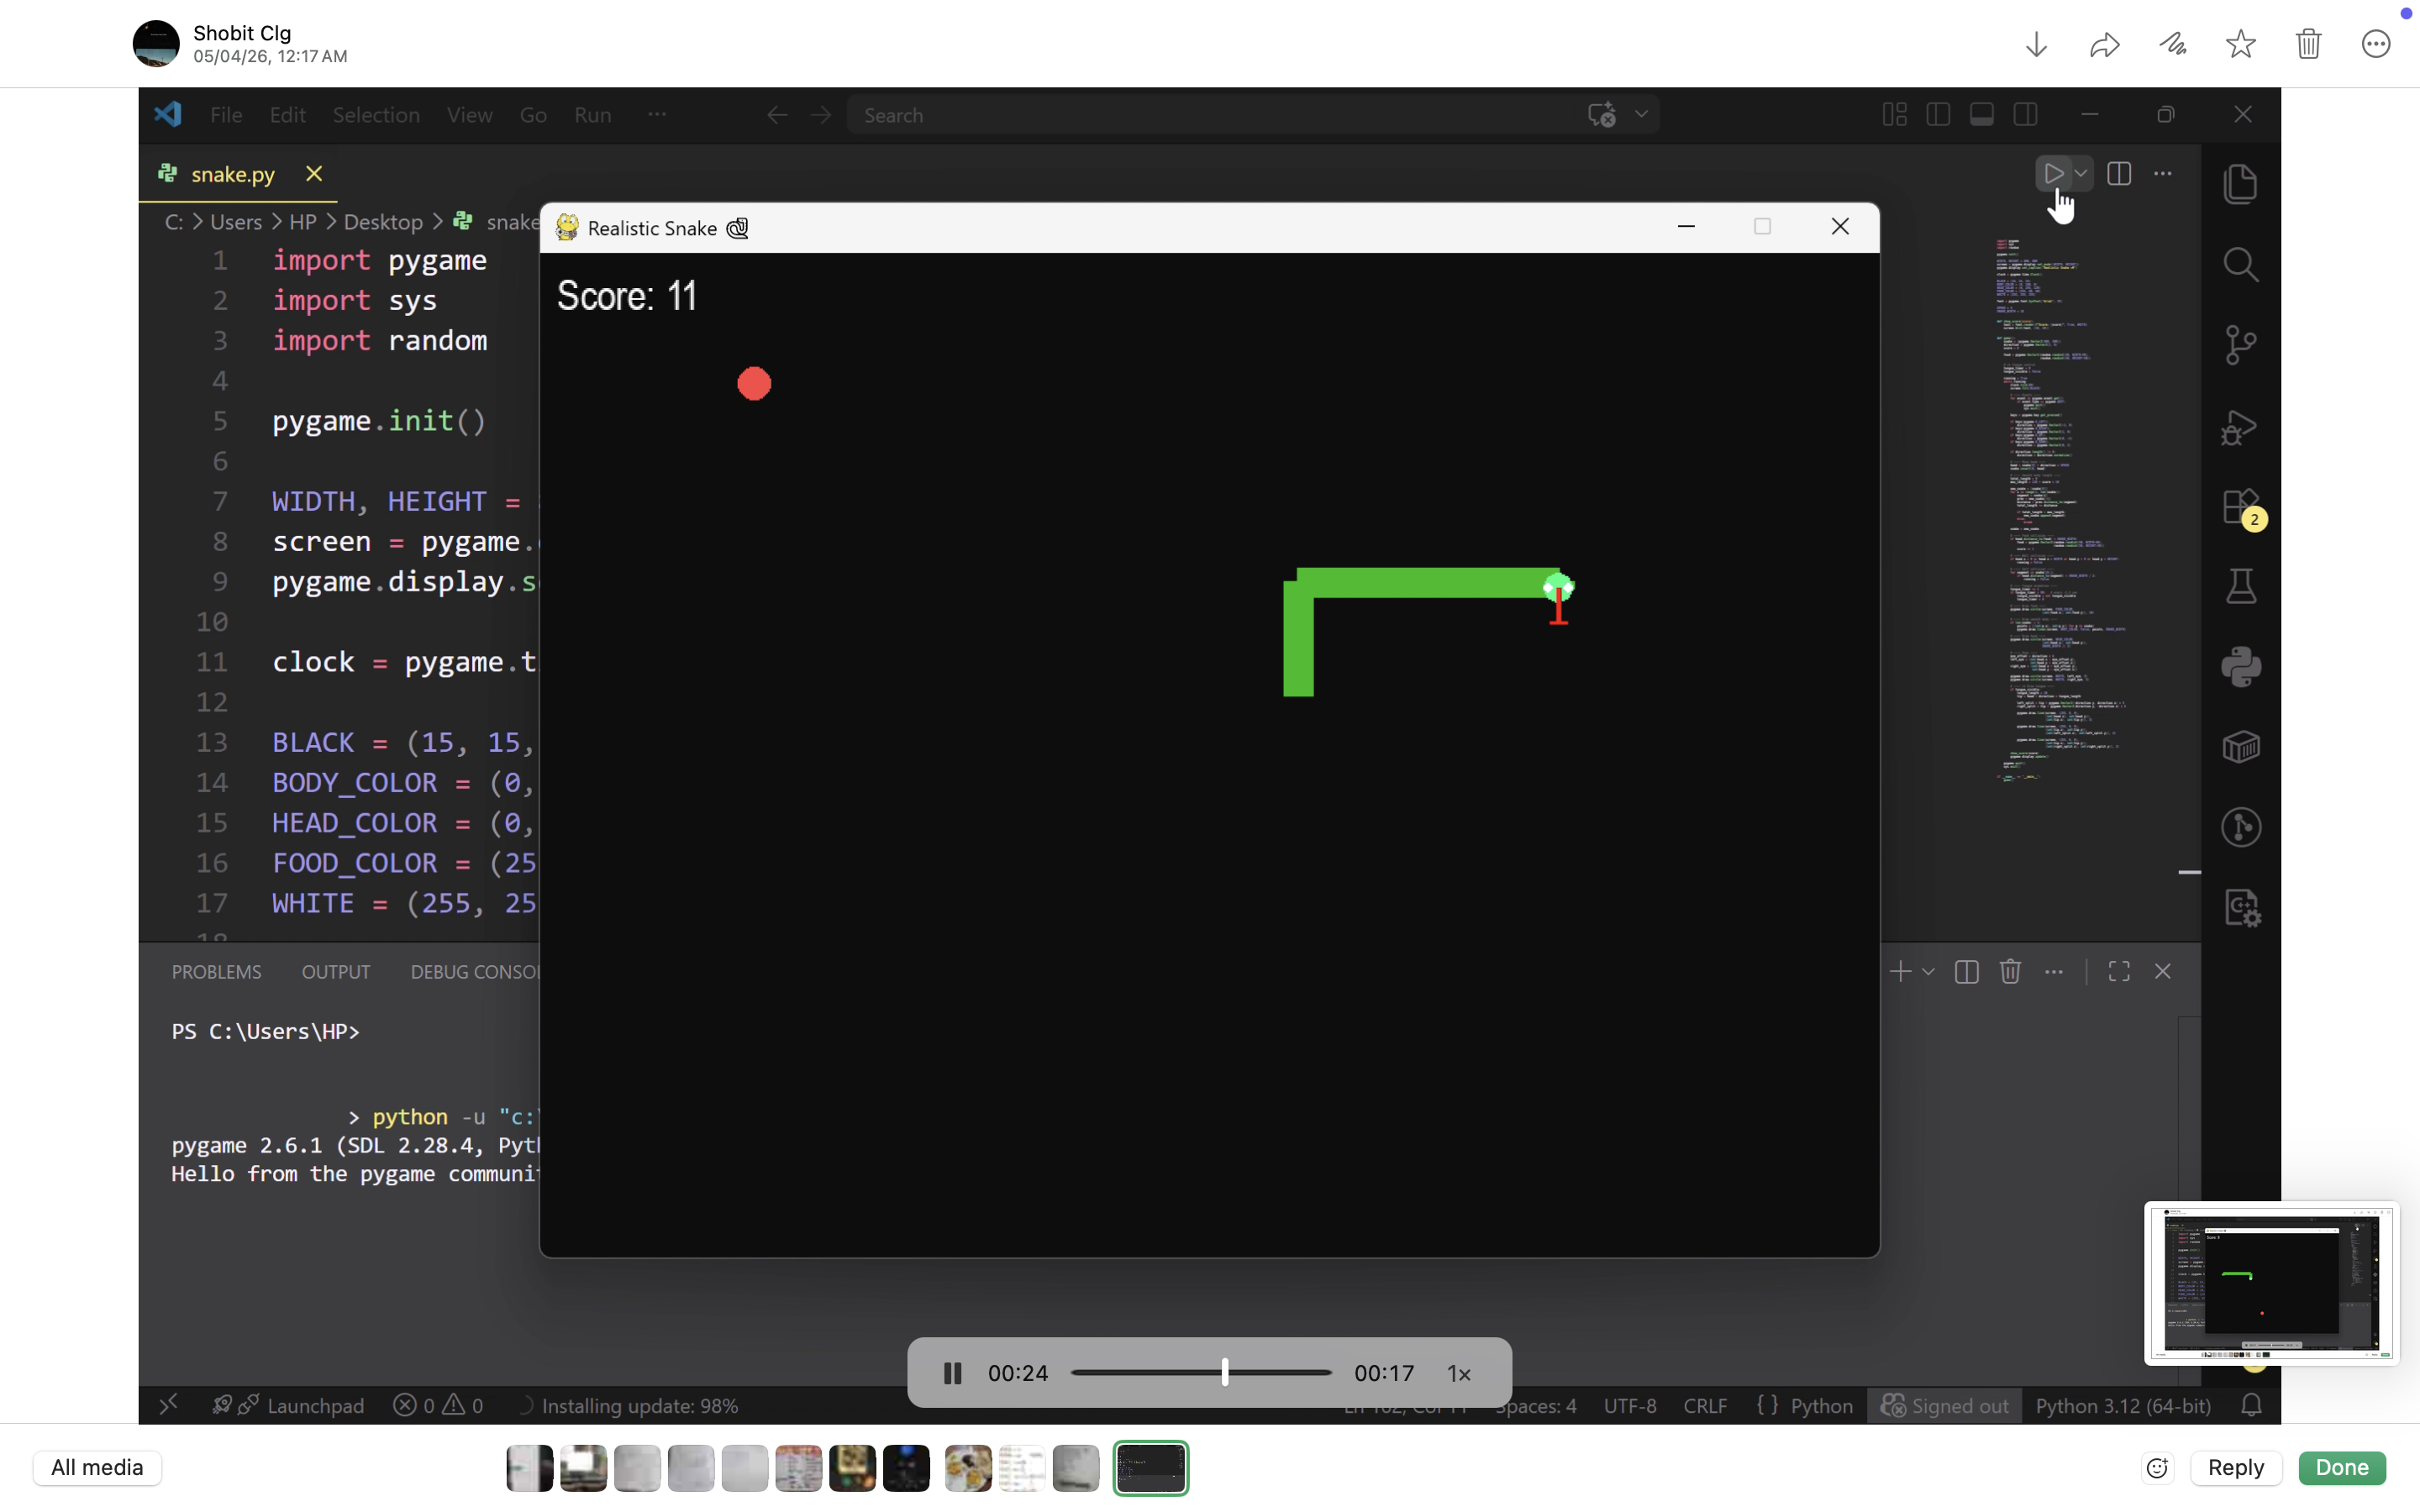 Shobit Clg
05/04/26, 12:17 AM
File Edit Selection View Go Run ··· Search
snake.py
C: > Users > HP > Desktop > snake
Realistic Snake
Score: 11
1 import pygame
2 import sys
3 import random
4
5 pygame.init()
6
7 WIDTH, HEIGHT =
8 screen = pygame.
9 pygame.display.s
10
11 clock = pygame.t
12
13 BLACK = (15, 15,
14 BODY_COLOR = (0,
15 HEAD_COLOR = (0,
16 FOOD_COLOR = (25
17 WHITE = (255, 25
18
2
PROBLEMS OUTPUT DEBUG CONSOL
PS C:\Users\HP>
> python -u "c:\
pygame 2.6.1 (SDL 2.28.4, Pyth
Hello from the pygame communit
00:24 00:17 1×
Launchpad 0 0 Installing update: 98% Spaces: 4 UTF-8 CRLF { } Python Signed out Python 3.12 (64-bit)
All media Reply Done